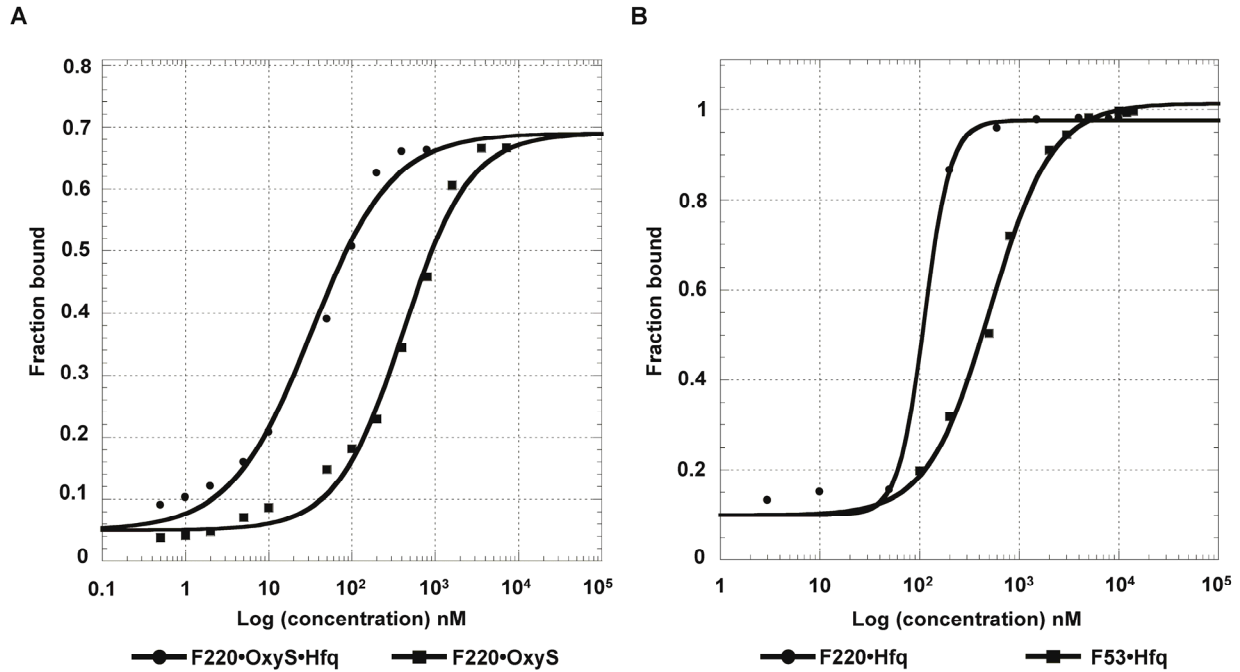 A
B
0.8
0.7
0.6
0.5
0.4
0.3
0.2
0.1
0
Fraction bound
0.1
1
10
10²
10³
10⁴
10⁵
Log (concentration) nM
F220•OxyS•Hfq
F220•OxyS
1
0.8
0.6
0.4
0.2
0
Fraction bound
1
10
10²
10³
10⁴
10⁵
Log (concentration) nM
F220•Hfq
F53•Hfq